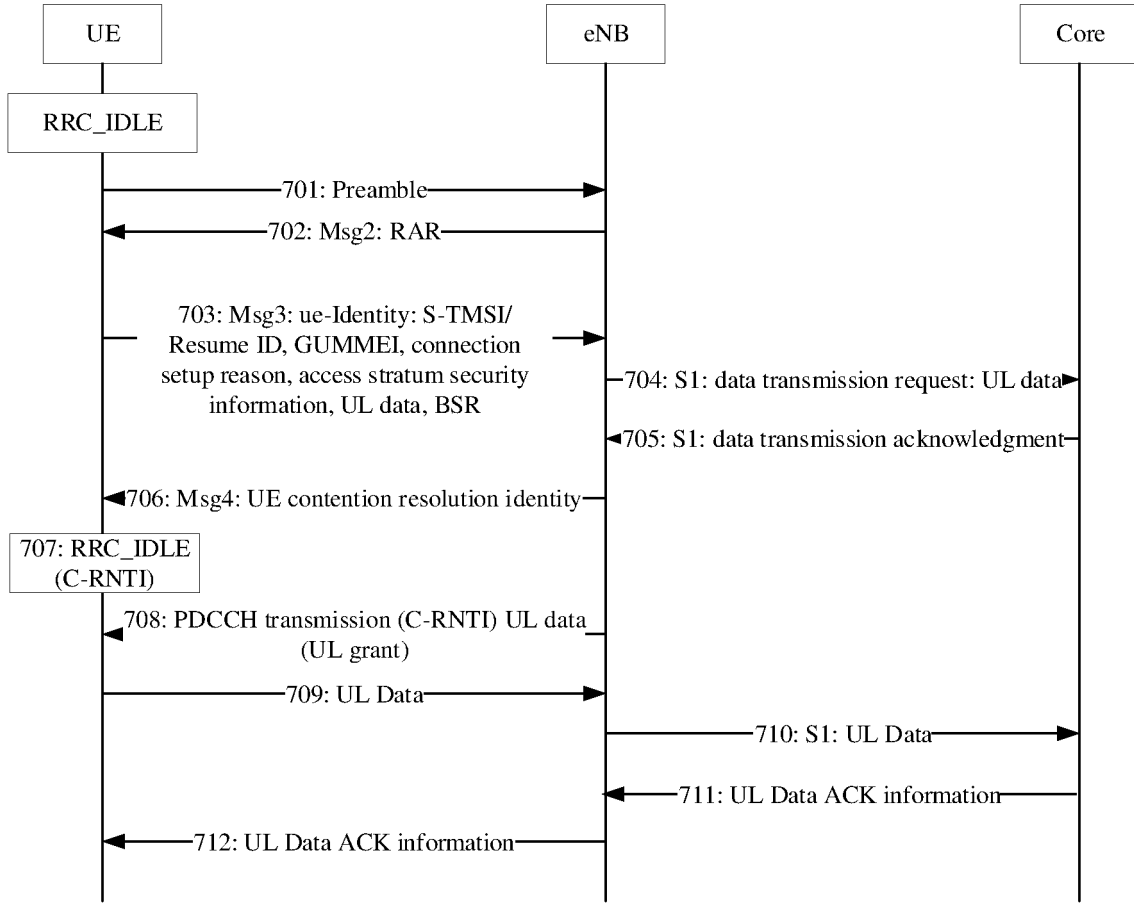 UE
eNB
Core
RRC_IDLE
701: Preamble
702: Msg2: RAR
703: Msg3: ue-Identity: S-TMSI/
Resume ID, GUMMEI, connection
setup reason, access stratum security
information, UL data, BSR
704: S1: data transmission request: UL data
705: S1: data transmission acknowledgment
706: Msg4: UE contention resolution identity
707: RRC_IDLE
(C-RNTI)
708: PDCCH transmission (C-RNTI) UL data
(UL grant)
709: UL Data
710: S1: UL Data
711: UL Data ACK information
712: UL Data ACK information